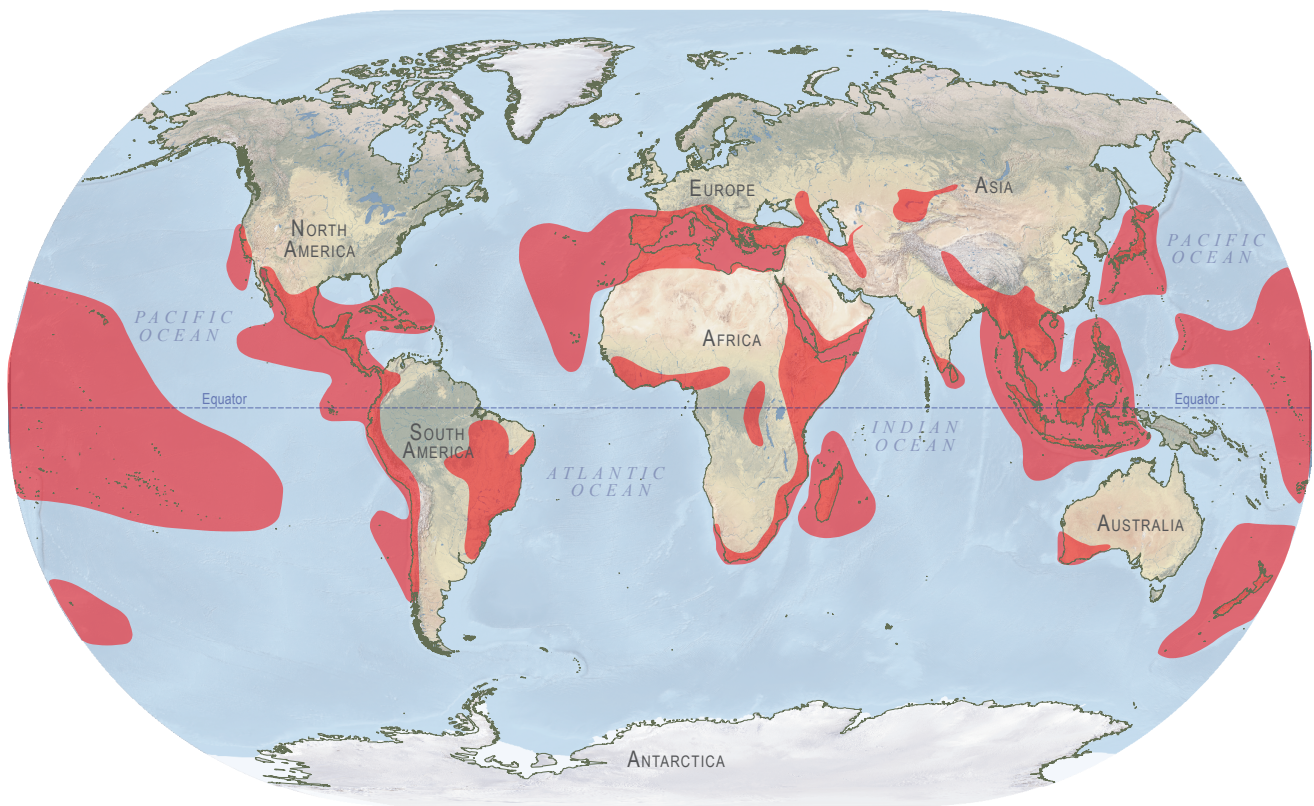 EUROPE
ASIA
NORTH
AMERICA
PACIFIC
OCEAN
PACIFIC
OCEAN
AFRICA
Equator
Equator
SOUTH
AMERICA
INDIAN
OCEAN
ATLANTIC
OCEAN
AUSTRALIA
ANTARCTICA